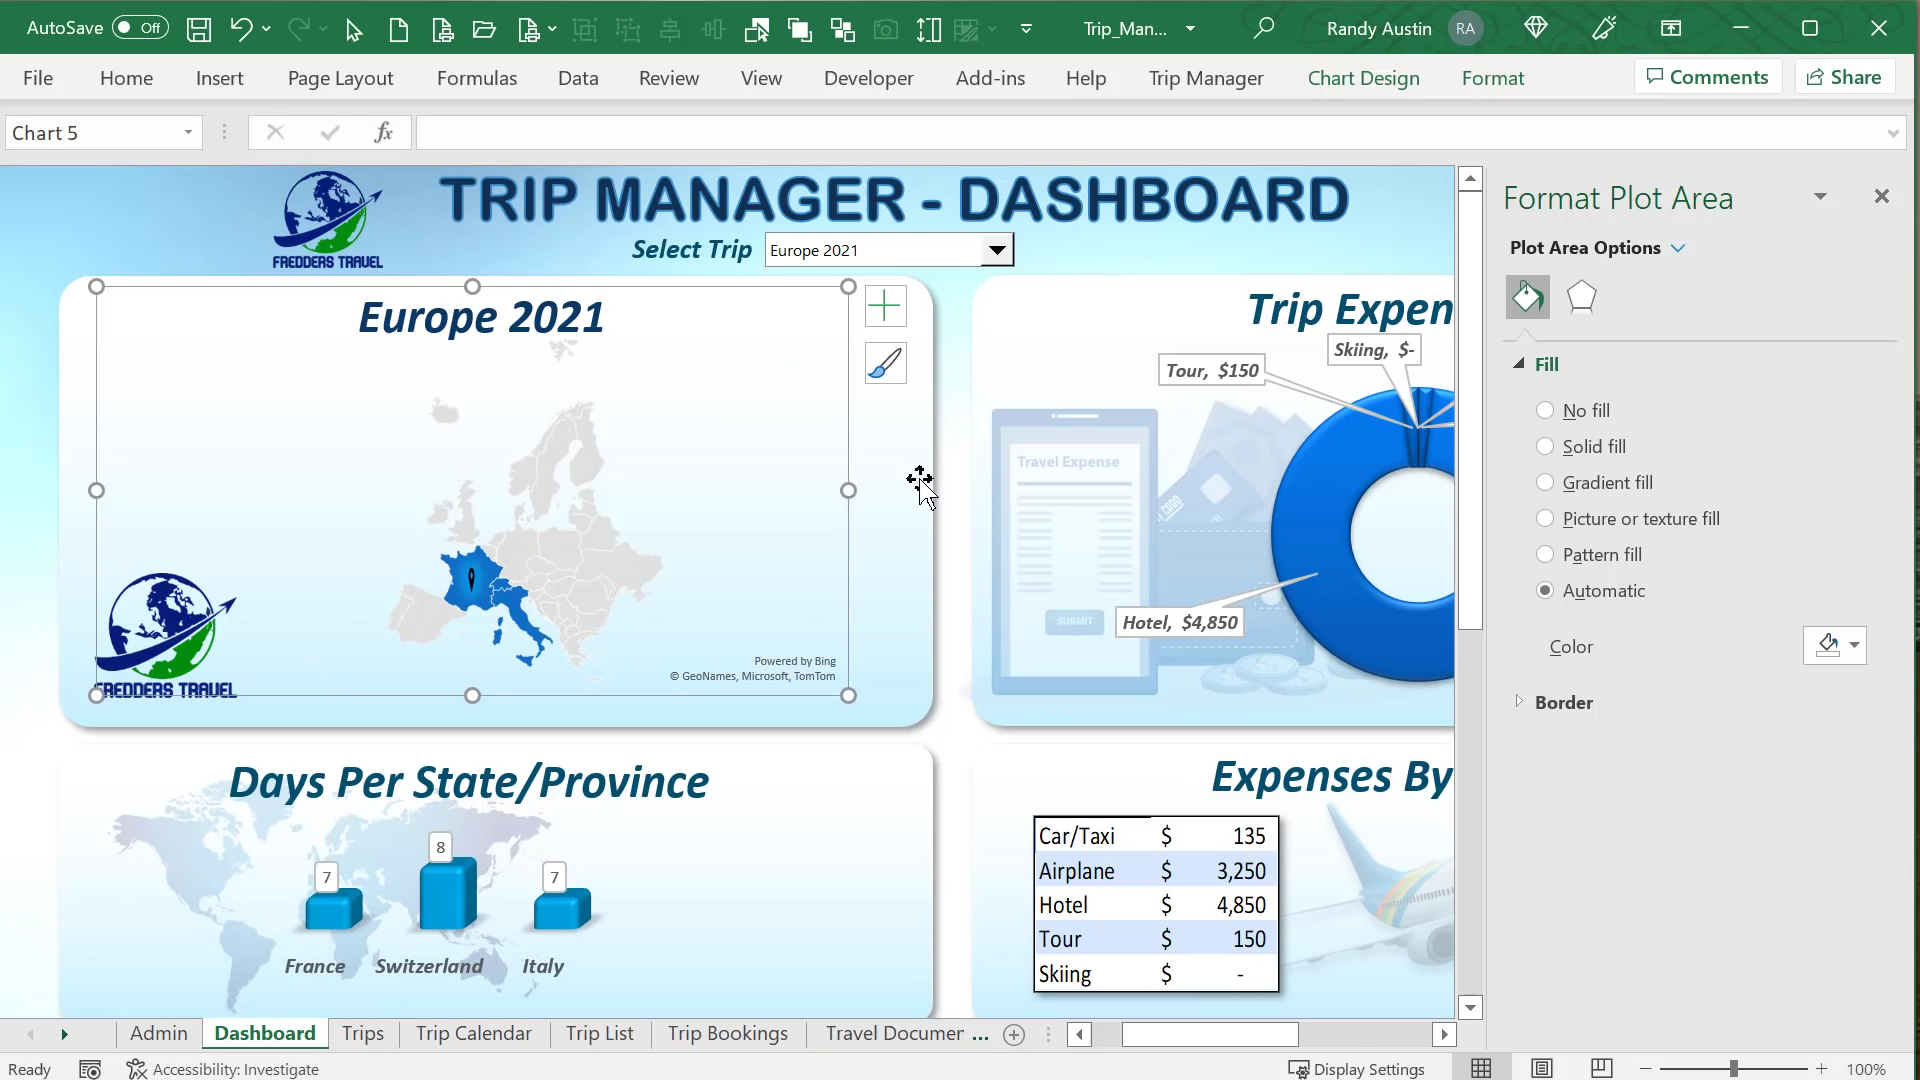 AutoSave Off
Trip_Man...
Randy Austin RA
File Home Insert Page Layout Formulas Data Review View Developer Add-ins Help Trip Manager Chart Design Format Comments Share
Chart 5
fx
TRIP MANAGER - DASHBOARD
FREDDERS TRAVEL
Select Trip Europe 2021
Europe 2021
FREDDERS TRAVEL
Powered by Bing
© GeoNames, Microsoft, TomTom
Trip Expen
Skiing, $-
Tour, $150
Travel Expense
SUBMIT
Hotel, $4,850
Days Per State/Province
8
7
7
France Switzerland Italy
Expenses By
Car/Taxi $ 135
Airplane $ 3,250
Hotel $ 4,850
Tour $ 150
Skiing $ -
Format Plot Area
Plot Area Options
Fill
No fill
Solid fill
Gradient fill
Picture or texture fill
Pattern fill
Automatic
Color
Border
Admin Dashboard Trips Trip Calendar Trip List Trip Bookings Travel Documer ...
Ready Accessibility: Investigate Display Settings 100%